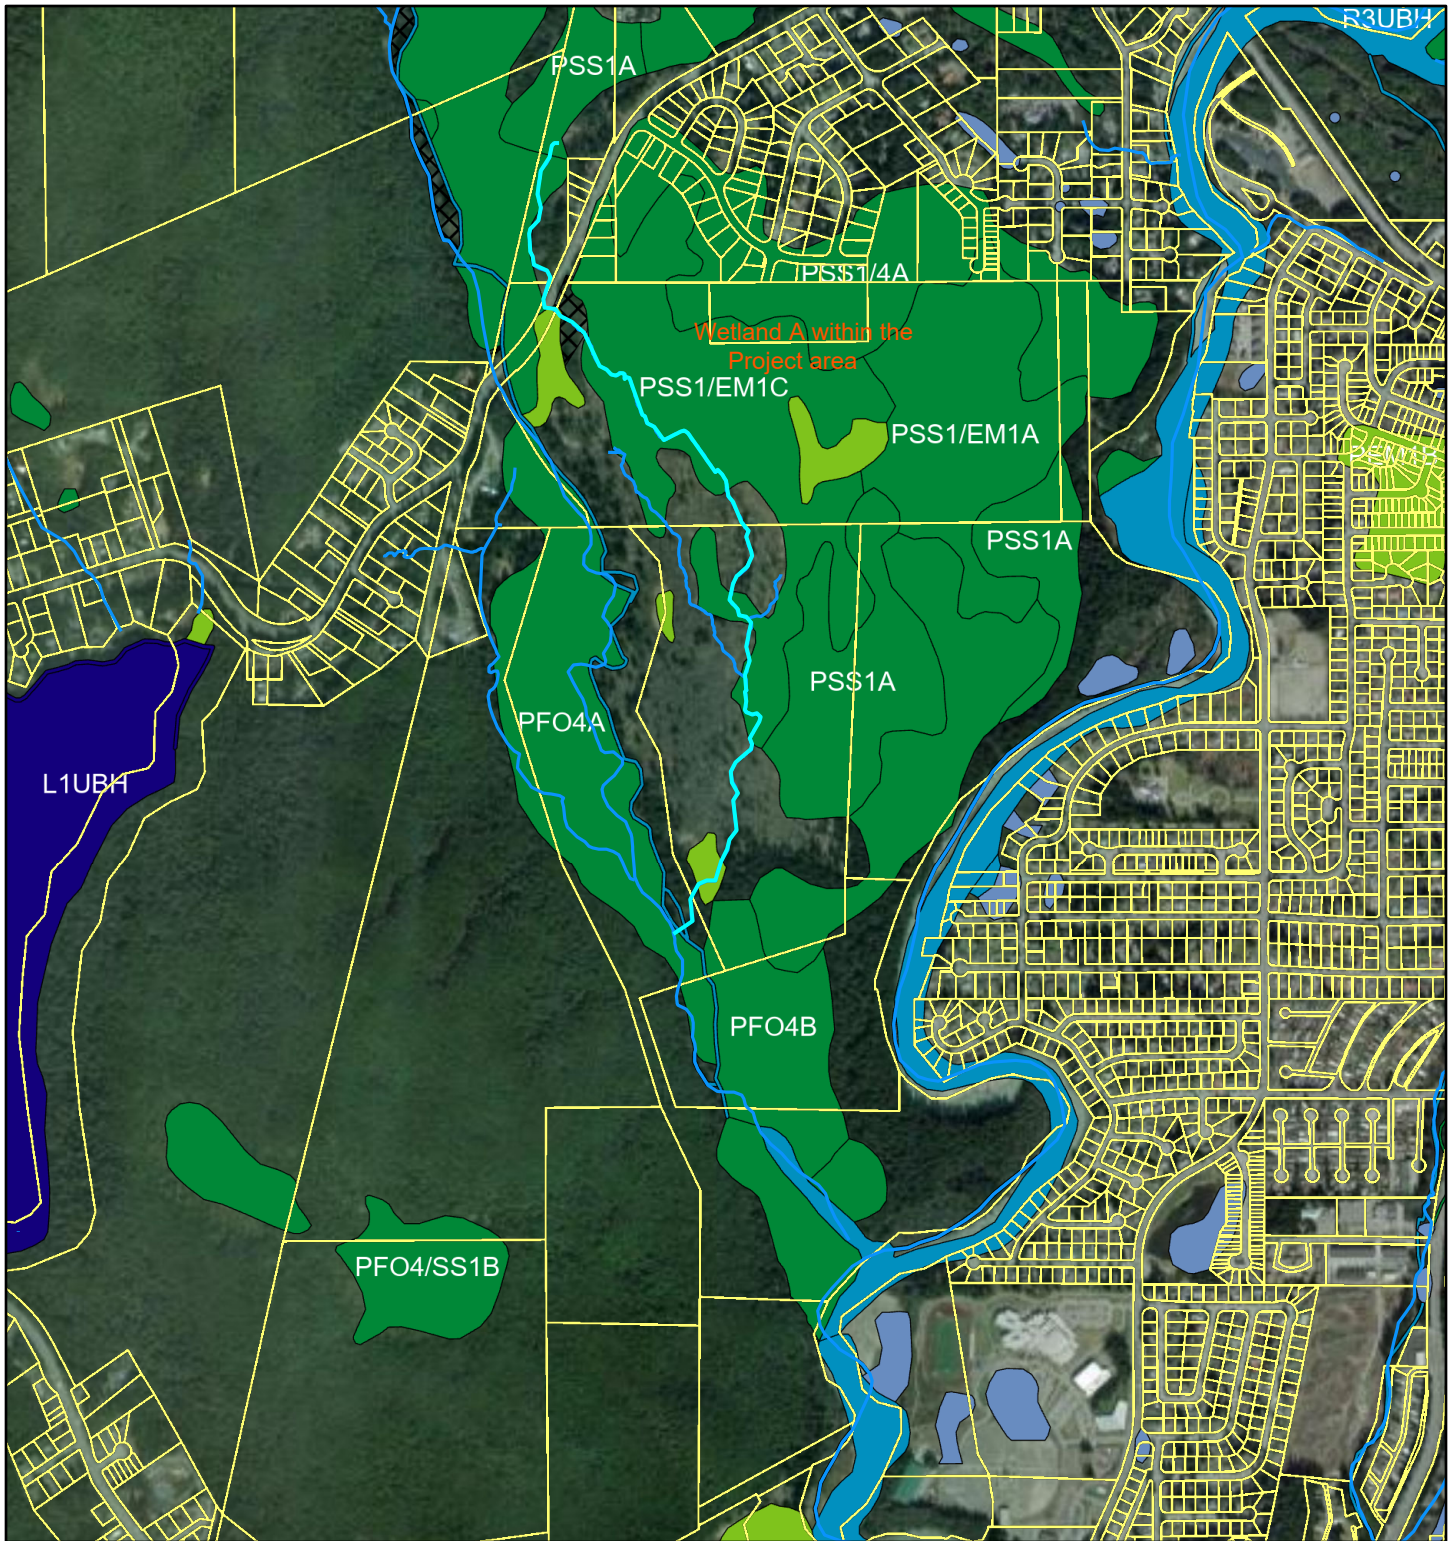 R3UBH
PSS1A
PSS1/4A
Wetland A within the
Project area
PSS1/EM1C
PSS1/EM1A
PEM1B
PSS1A
PSS1A
PFO4A
L1UBH
PFO4B
PFO4/SS1B